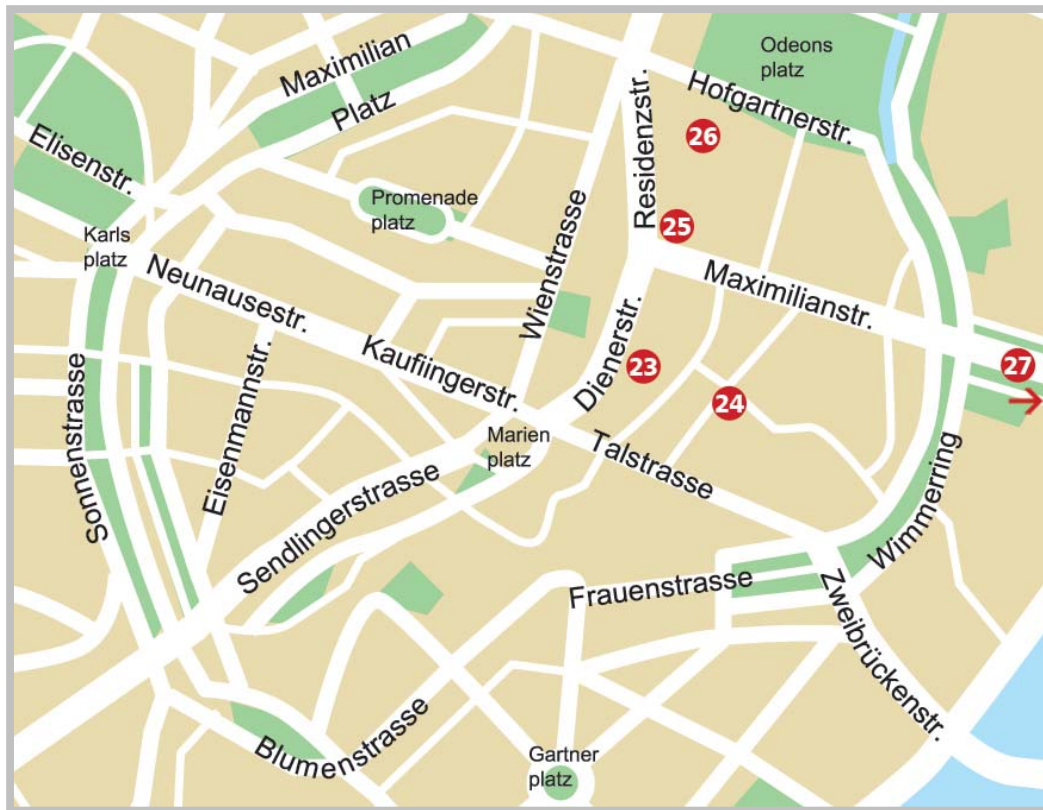 Maximilian
Platz
Odeons
platz
Hofgartnerstr.
Residenzstr.
26
Elisenstr.
Promenade
platz
25
Karls
platz
Neunausestr.
Wienstrasse
Maximilianstr.
Dienerstr.
Kaufiingerstr.
23
27
24
Eisenmannstr.
Sonnenstrasse
Marien
platz
Talstrasse
Sendlingerstrasse
Wimmerring
Frauenstrasse
Zweibrückenstr.
Blumenstrasse
Gartner
platz